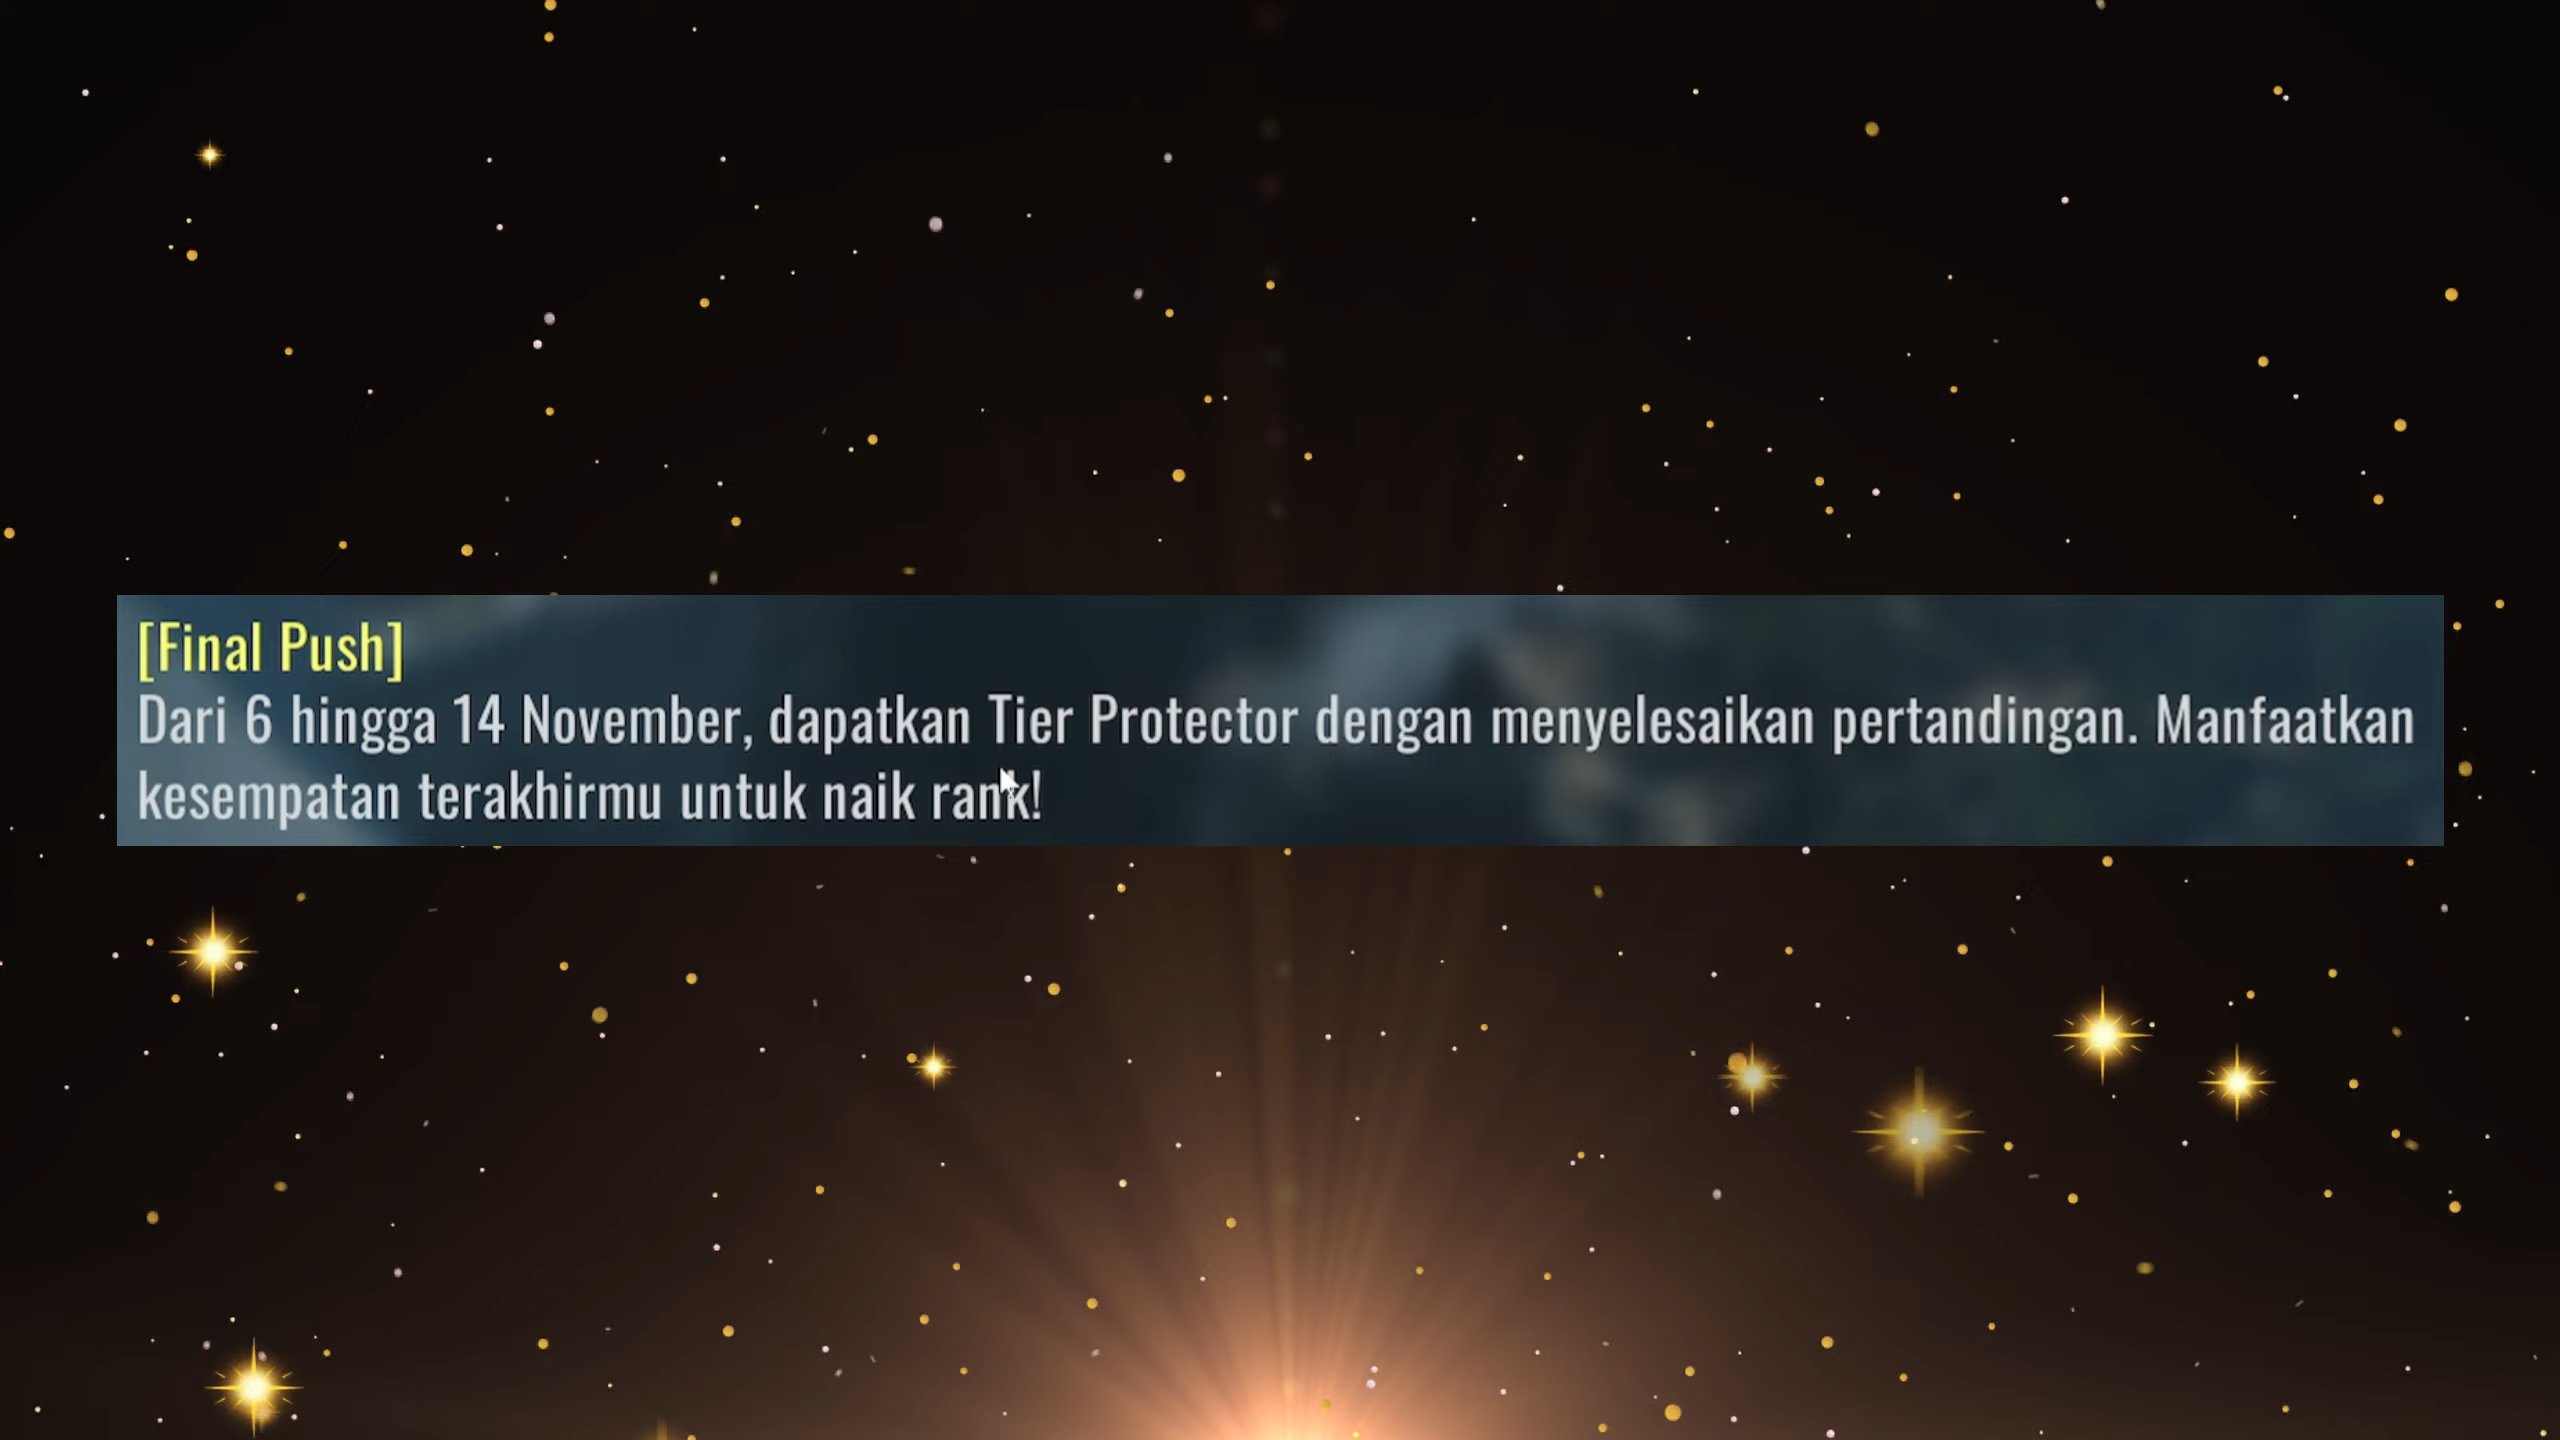 [Final Push]
Dari 6 hingga 14 November, dapatkan Tier Protector dengan menyelesaikan pertandingan. Manfaatkan
kesempatan terakhirmu untuk naik rank!